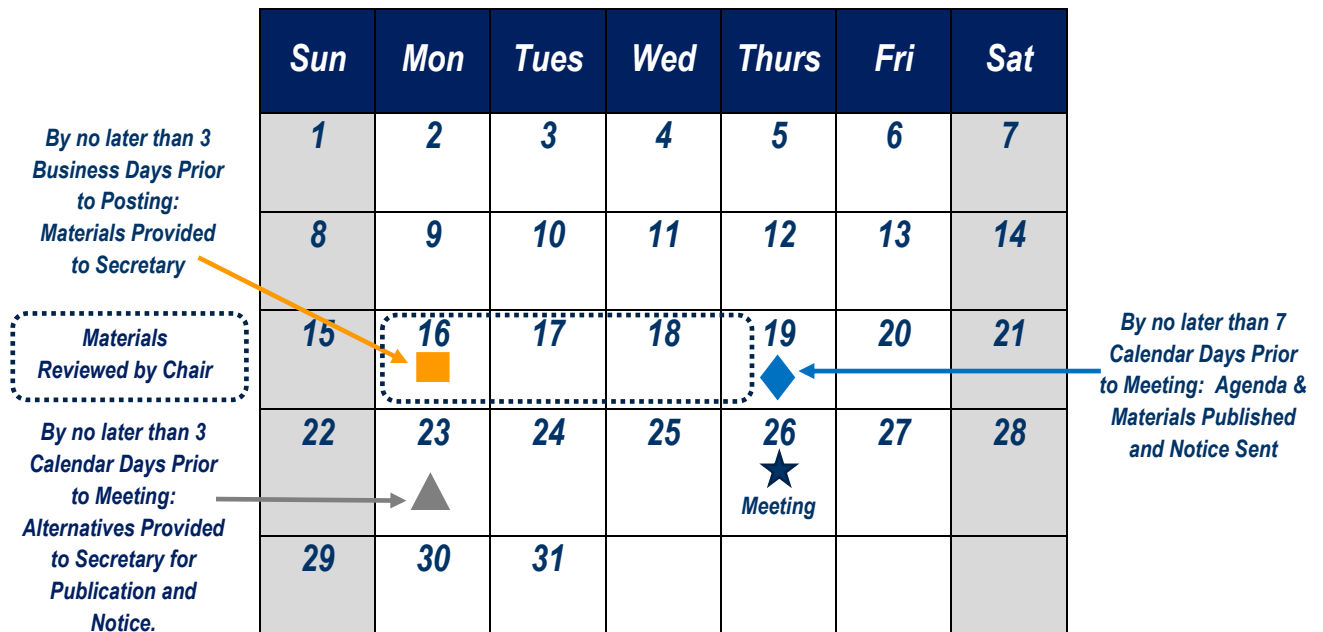 Sun Mon Tues Wed Thurs Fri Sat
By no later than 3
Business Days Prior
to Posting:
Materials Provided
to Secretary
1 2 3 4 5 6 7
8 9 10 11 12 13 14
Materials
Reviewed by Chair
15 16 17 18 19 20 21
By no later than 7
Calendar Days Prior
to Meeting: Agenda &
Materials Published
and Notice Sent
By no later than 3
Calendar Days Prior
to Meeting:
Alternatives Provided
to Secretary for
Publication and
Notice.
22 23 24 25 26 27 28
Meeting
29 30 31